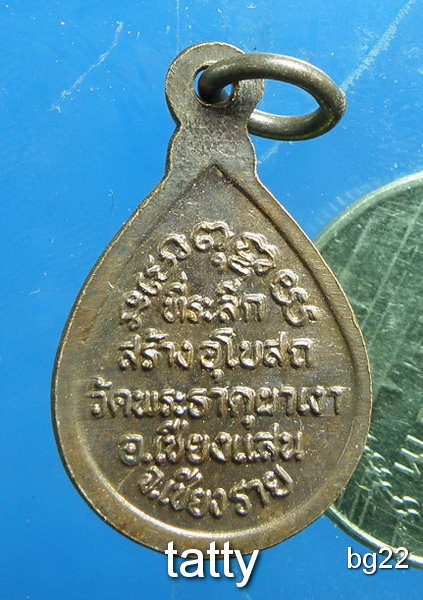 ที่ระลึก
สร้างอุโบสถ
วัดพระธาตุผาเงา
อ.เชียงแสน
จ.เชียงราย
tatty
bg22